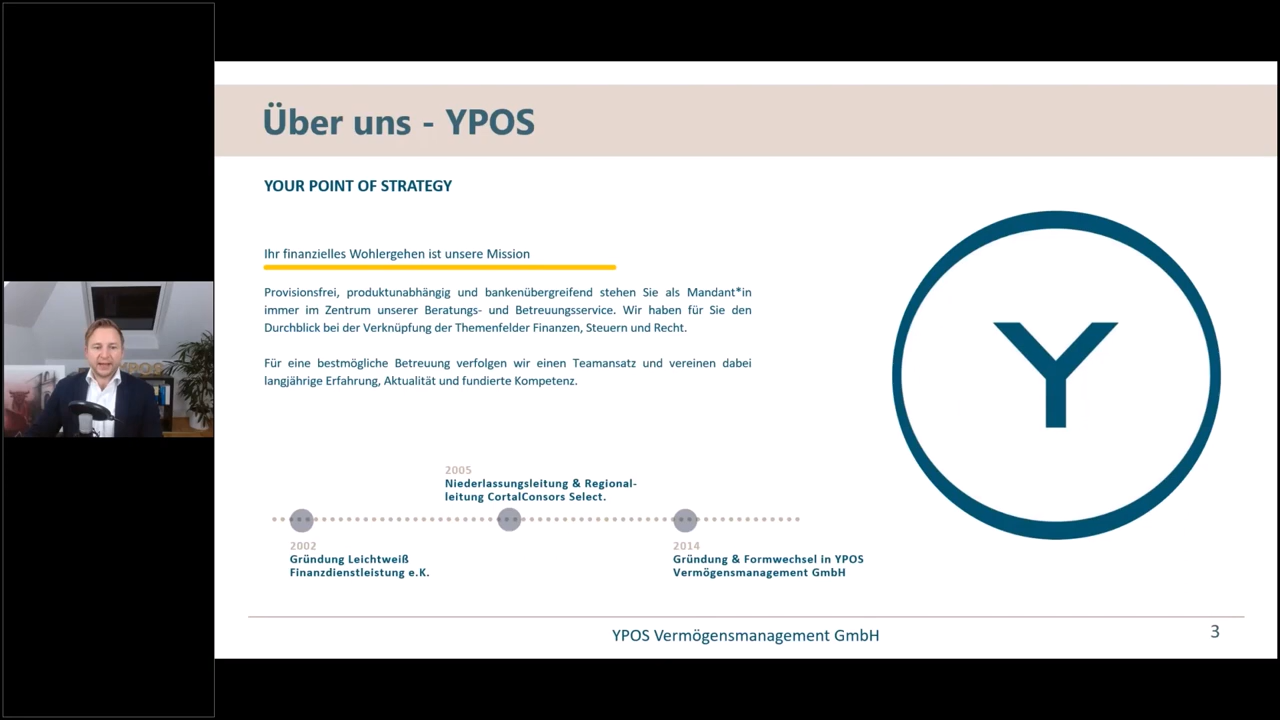 Über uns - YPOS
YOUR POINT OF STRATEGY
Ihr finanzielles Wohlergehen ist unsere Mission
Provisionsfrei, produktunabhängig und bankenübergreifend stehen Sie als Mandant*in
immer im Zentrum unserer Beratungs- und Betreuungsservice. Wir haben für Sie den
Durchblick bei der Verknüpfung der Themenfelder Finanzen, Steuern und Recht.
Für eine bestmögliche Betreuung verfolgen wir einen Teamansatz und vereinen dabei
langjährige Erfahrung, Aktualität und fundierte Kompetenz.
Y
2002
Gründung Leichtweiß
Finanzdienstleistung e.K.
2005
Niederlassungsleitung & Regional-
leitung CortalConsors Select.
2014
Gründung & Formwechsel in YPOS
Vermögensmanagement GmbH
YPOS Vermögensmanagement GmbH
3